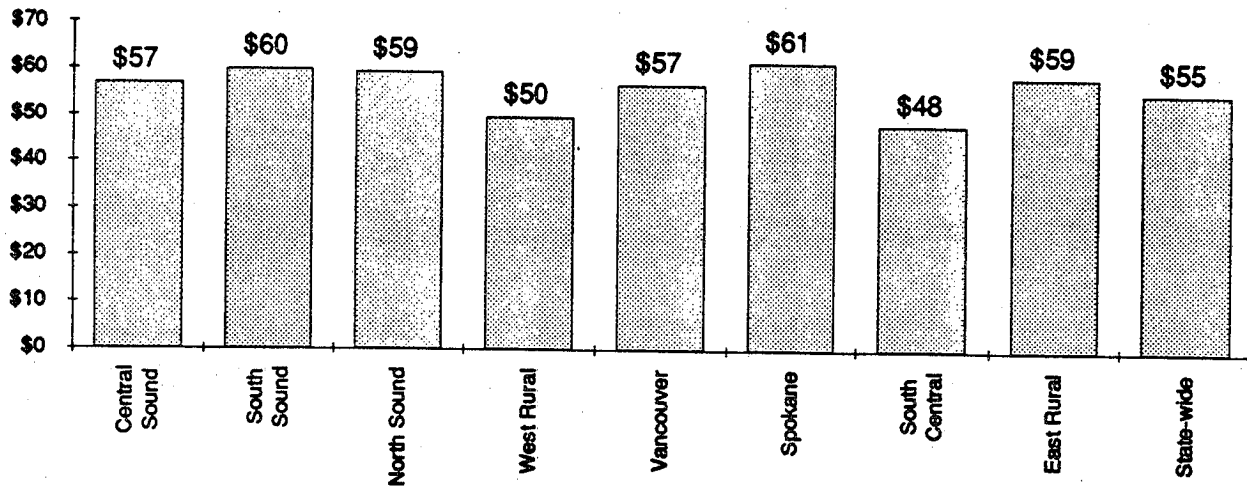 $70
$60
$50
$40
$30
$20
$10
$0
$57
$60
$59
$50
$57
$61
$48
$59
$55
Central
Sound
South
Sound
North Sound
West Rural
Vancouver
Spokane
South
Central
East Rural
State-wide